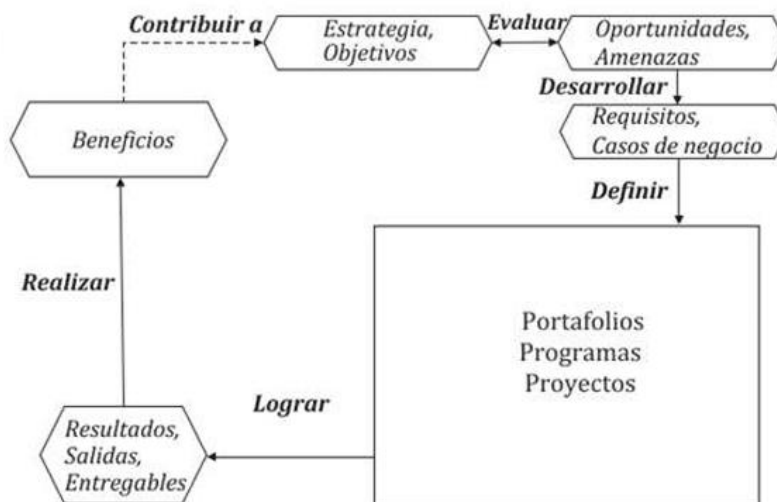 Contribuir a
Estrategia,
Objetivos
Evaluar
Oportunidades,
Amenazas
Desarrollar
Requisitos,
Casos de negocio
Definir
Beneficios
Realizar
Portafolios
Programas
Proyectos
Lograr
Resultados,
Salidas,
Entregables